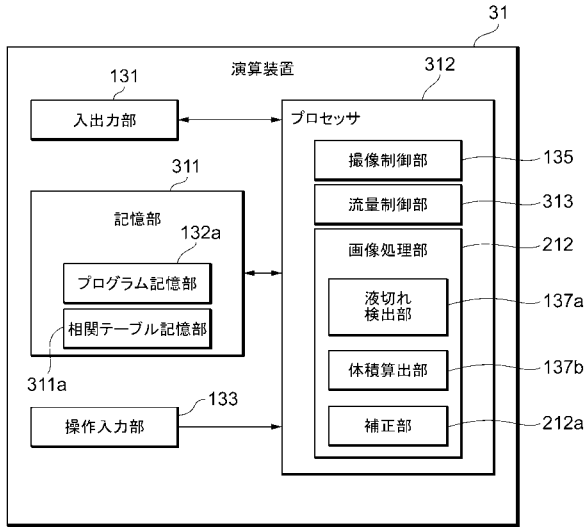 31
演算装置
131
入出力部
312
プロセッサ
撮像制御部
135
流量制御部
313
画像処理部
212
液切れ
検出部
137a
体積算出部
137b
補正部
212a
311
記憶部
132a
プログラム記憶部
相関テーブル記憶部
311a
133
操作入力部